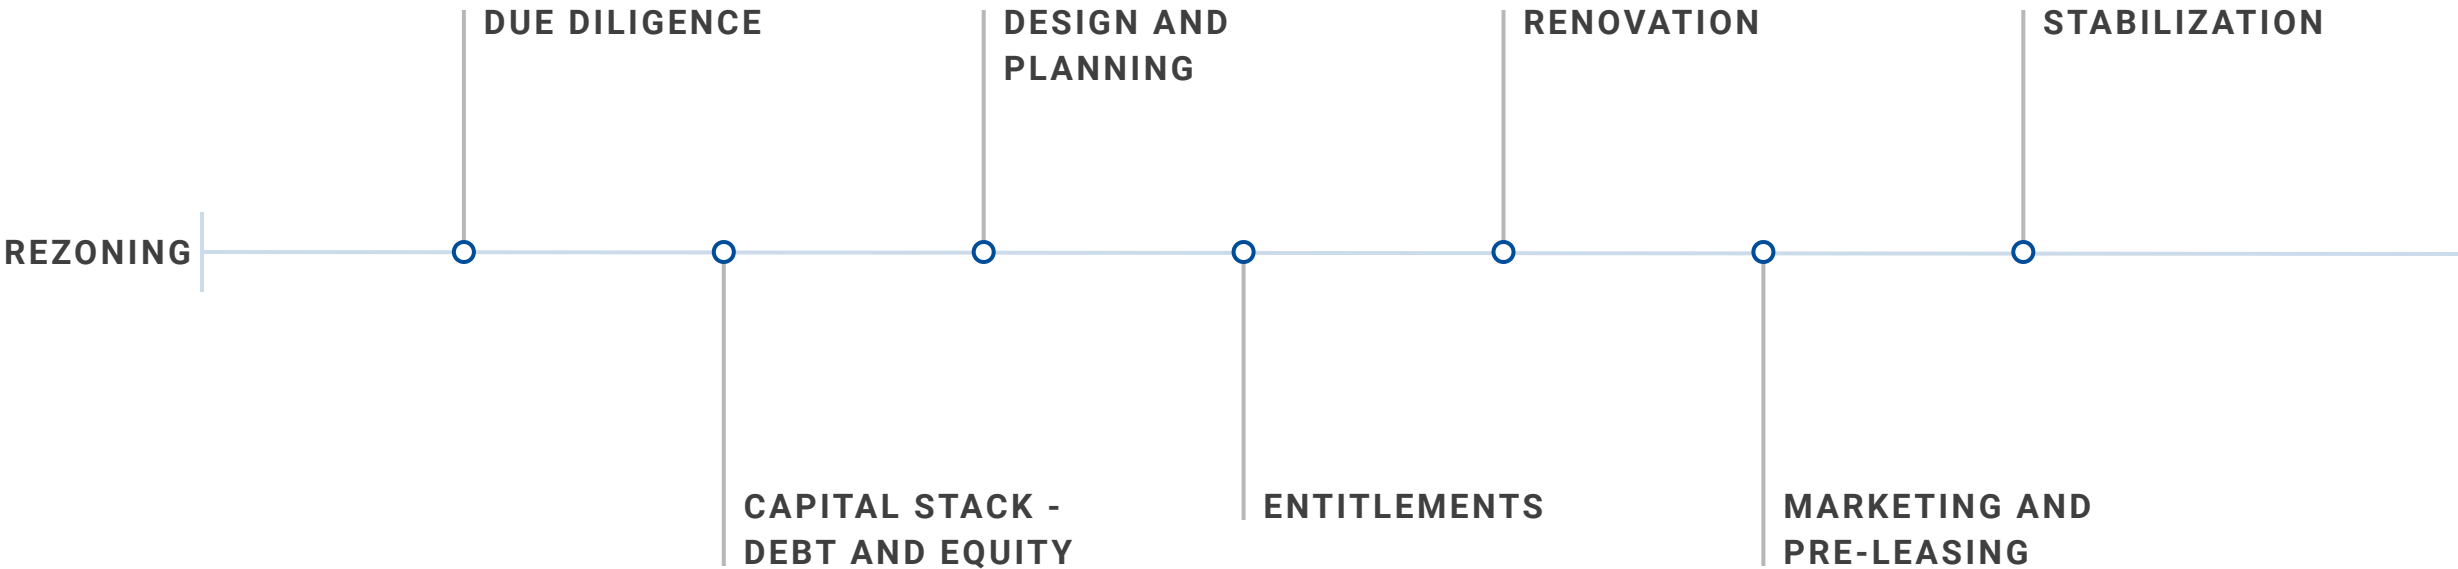 REZONING
DUE DILIGENCE
CAPITAL STACK -
DEBT AND EQUITY
DESIGN AND
PLANNING
ENTITLEMENTS
RENOVATION
MARKETING AND
PRE-LEASING
STABILIZATION